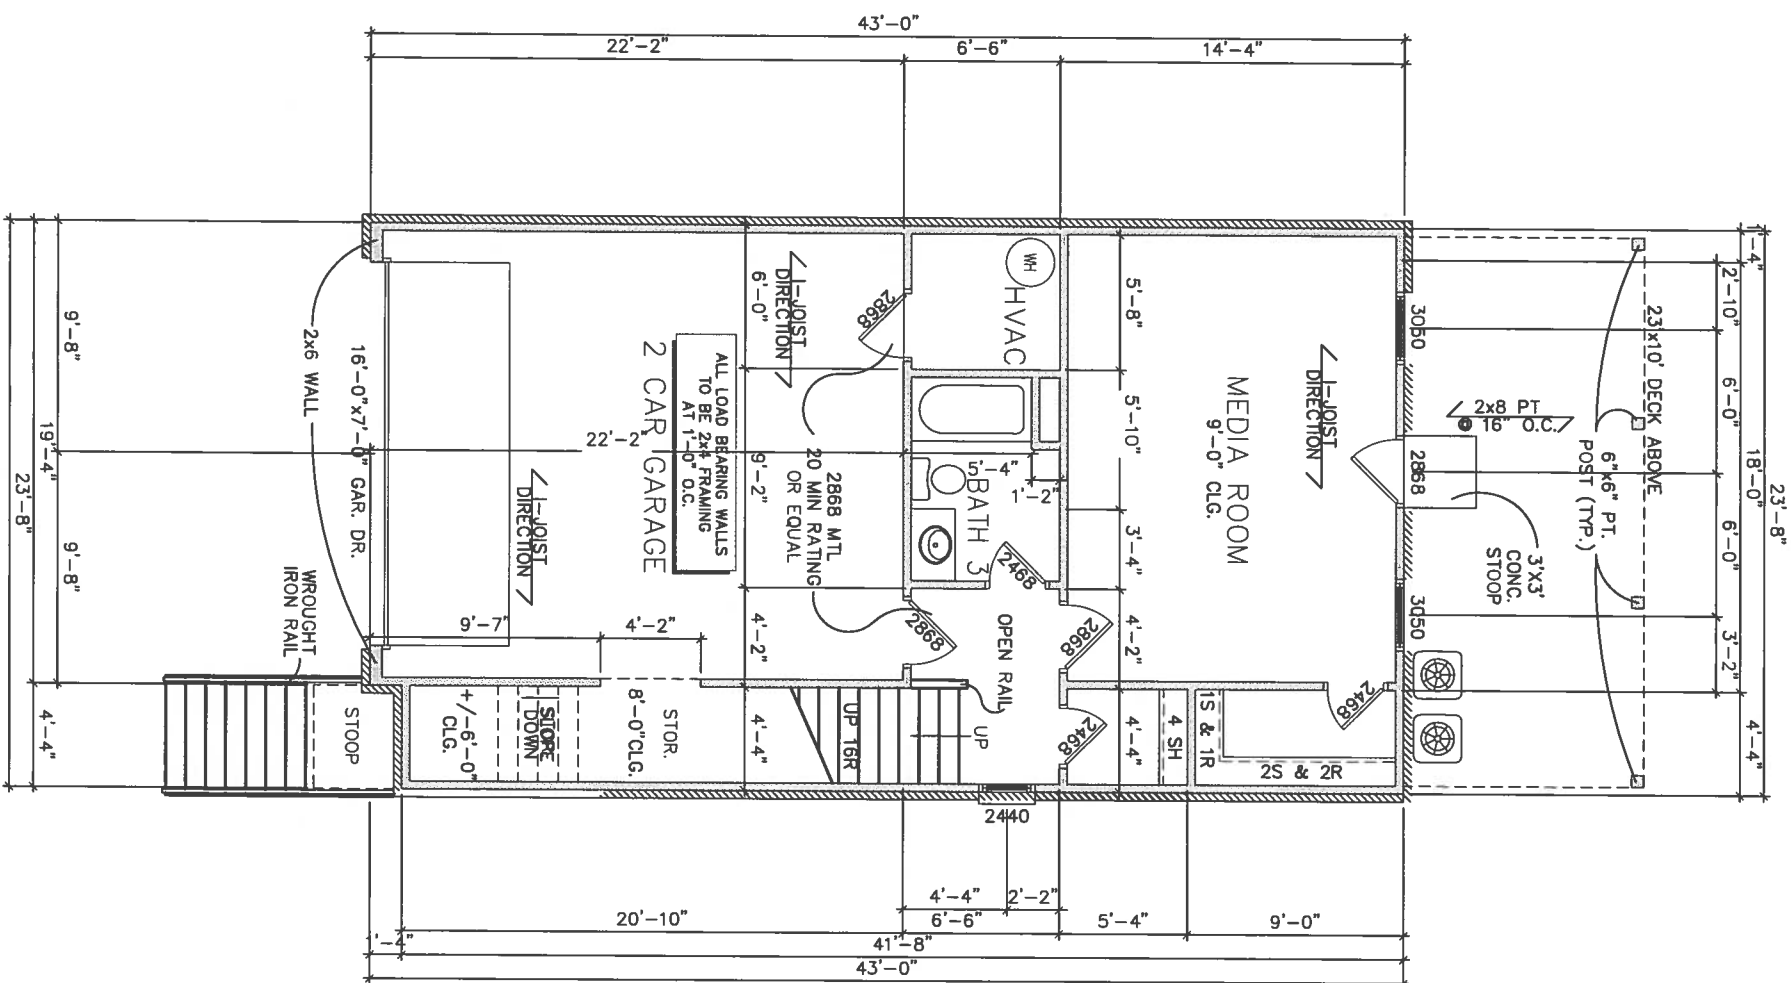 43'-0"
22'-2"
6'-6"
14'-4"
WH
HVAC
5'-8"
I-JOIST
DIRECTION
6'-0"
2868
2 CAR GARAGE
ALL LOAD BEARING WALLS
TO BE 2x4 FRAMING
AT 1'-0" O.C.
22'-2"
9'-2"
2868 MTL
20 MIN RATING
OR EQUAL
I-JOIST
DIRECTION
16'-0"x7'-0" GAR. DR.
2x6 WALL
9'-8"
9'-8"
19'-4"
23'-8"
4'-4"
WROUGHT
IRON RAIL
STOOP
9'-7"
4'-2"
4'-2"
4'-4"
+/-6'-0"
CLG.
STORE
DOWN
8'-0"CLG.
STOR.
UP 16R
UP
OPEN RAIL
2868
BATH 3
5'-4"
1'-2"
2468
5'-10"
3'-4"
4'-2"
4'-4"
2868
2468
MEDIA ROOM
9'-0" CLG.
I-JOIST
DIRECTION
3050
2868
3050
2468
4 SH
1S & 1R
2S & 2R
2440
2x8 PT
@ 16" O.C.
23'x10' DECK ABOVE
6"x6" PT.
POST (TYP.)
3'X3'
CONC.
STOOP
2'-10"
6'-0"
6'-0"
3'-2"
18'-0"
4'-4"
23'-8"
4'-4"
2'-2"
20'-10"
6'-6"
5'-4"
9'-0"
41'-8"
43'-0"